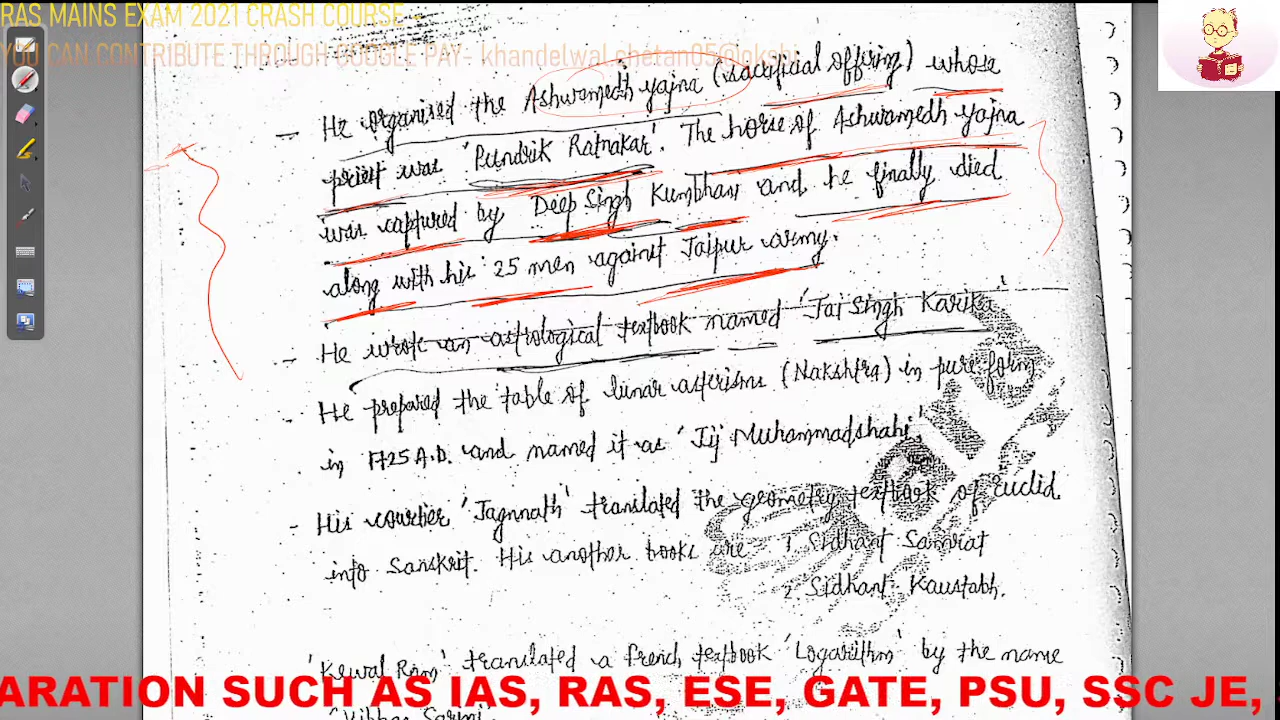 RAS MAINS EXAM 2021 CRASH COURSE -
YOU CAN CONTRIBUTE THROUGH GOOGLE PAY- khandelwal.
- He organised the Ashwamedh yajna (sacrificial offiring) whose
priest was 'Pundrik Ratnakar'. The horse of Ashwamedh yajna
was captured by Deep Singh Kumbhani and he finally died
along with his 25 men against Jaipur army.
- He wrote an astrological textbook named 'Jai Singh Karika'
- He prepared the table of lunar asterisms (Nakshtra) in pure form
in 1725 A.D. and named it as 'Jij Muhammadshahi'
- His courtier 'Jagnnath' translated the geometry textbook of Euclid
into Sanskrit. His another books are 1. Sidhant Samrat
2. Sidhant Kaustabh.
'Kewal Ram' translated a french textbook 'Logarithm' by the name
ARATION SUCH AS IAS, RAS, ESE, GATE, PSU, SSC JE,